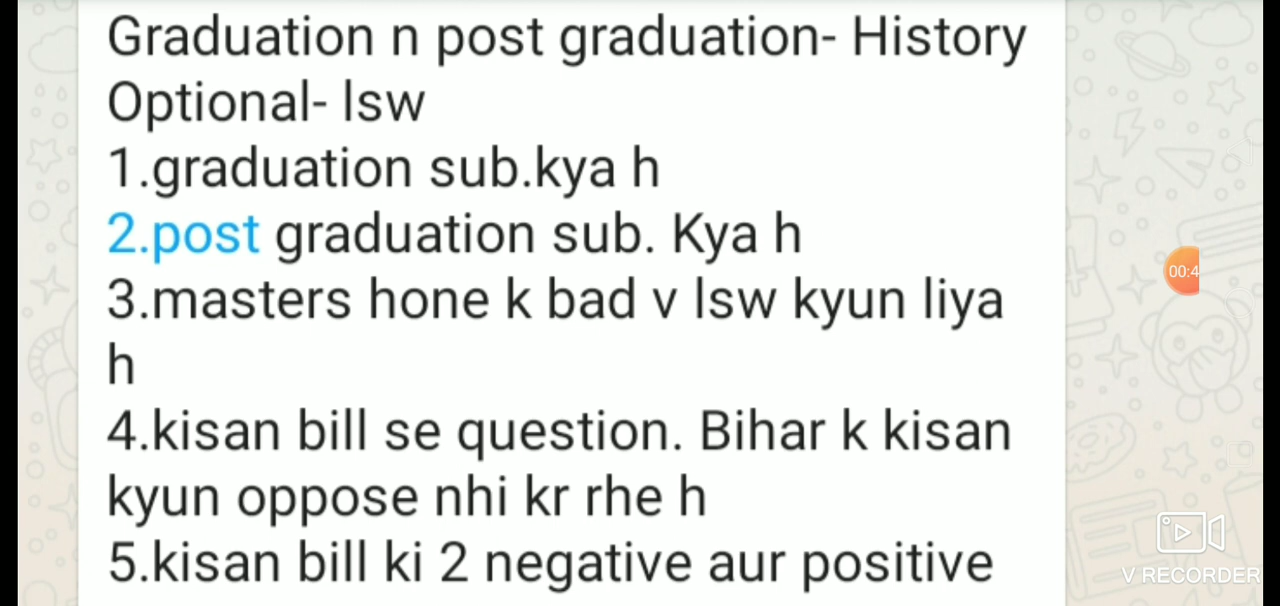 Graduation n post graduation- History
Optional- lsw
1.graduation sub.kya h
2.post graduation sub. Kya h
3.masters hone k bad v lsw kyun liya
h
4.kisan bill se question. Bihar k kisan
kyun oppose nhi kr rhe h
5.kisan bill ki 2 negative aur positive
00:4
V RECORDER